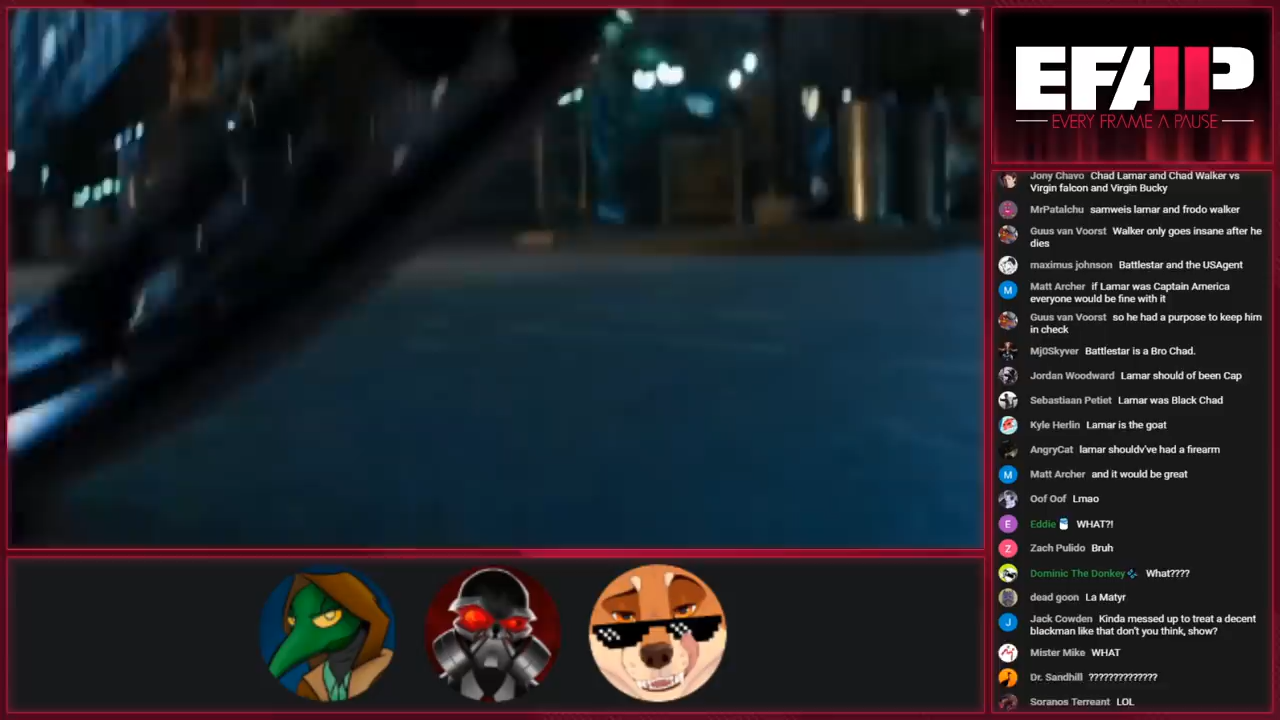 EFAP
EVERY FRAME A PAUSE
Jony Chavo Chad Lamar and Chad Walker vs
Virgin falcon and Virgin Bucky
MrPatalchu samweis lamar and frodo walker
Guus van Voorst Walker only goes insane after he
dies
maximus johnson Battlestar and the USAgent
M Matt Archer if Lamar was Captain America
everyone would be fine with it
Guus van Voorst so he had a purpose to keep him
in check
Mj0Skyver Battlestar is a Bro Chad.
Jordan Woodward Lamar should of been Cap
Sebastiaan Petiet Lamar was Black Chad
Kyle Herlin Lamar is the goat
AngryCat lamar shouldv've had a firearm
M Matt Archer and it would be great
Oof Oof Lmao
E Eddie WHAT?!
Z Zach Pulido Bruh
Dominic The Donkey What????
dead goon La Matyr
J Jack Cowden Kinda messed up to treat a decent
blackman like that don't you think, show?
Mister Mike WHAT
Dr. Sandhill ??????????????
Soranos Terreant LOL